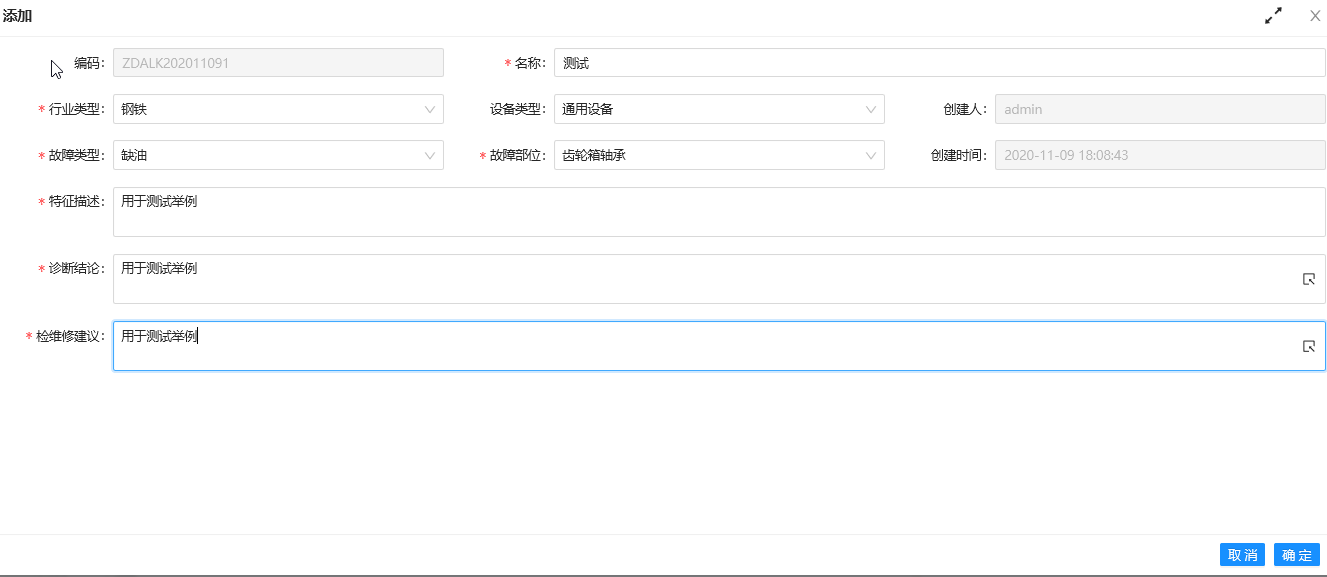 添加
编码： ZDALK202011091 * 名称： 测试
* 行业类型： 钢铁 设备类型： 通用设备 创建人： admin
* 故障类型： 缺油 * 故障部位： 齿轮箱轴承 创建时间： 2020-11-09 18:08:43
* 特征描述： 用于测试举例
* 诊断结论： 用于测试举例
* 检维修建议： 用于测试举例
取 消 确 定